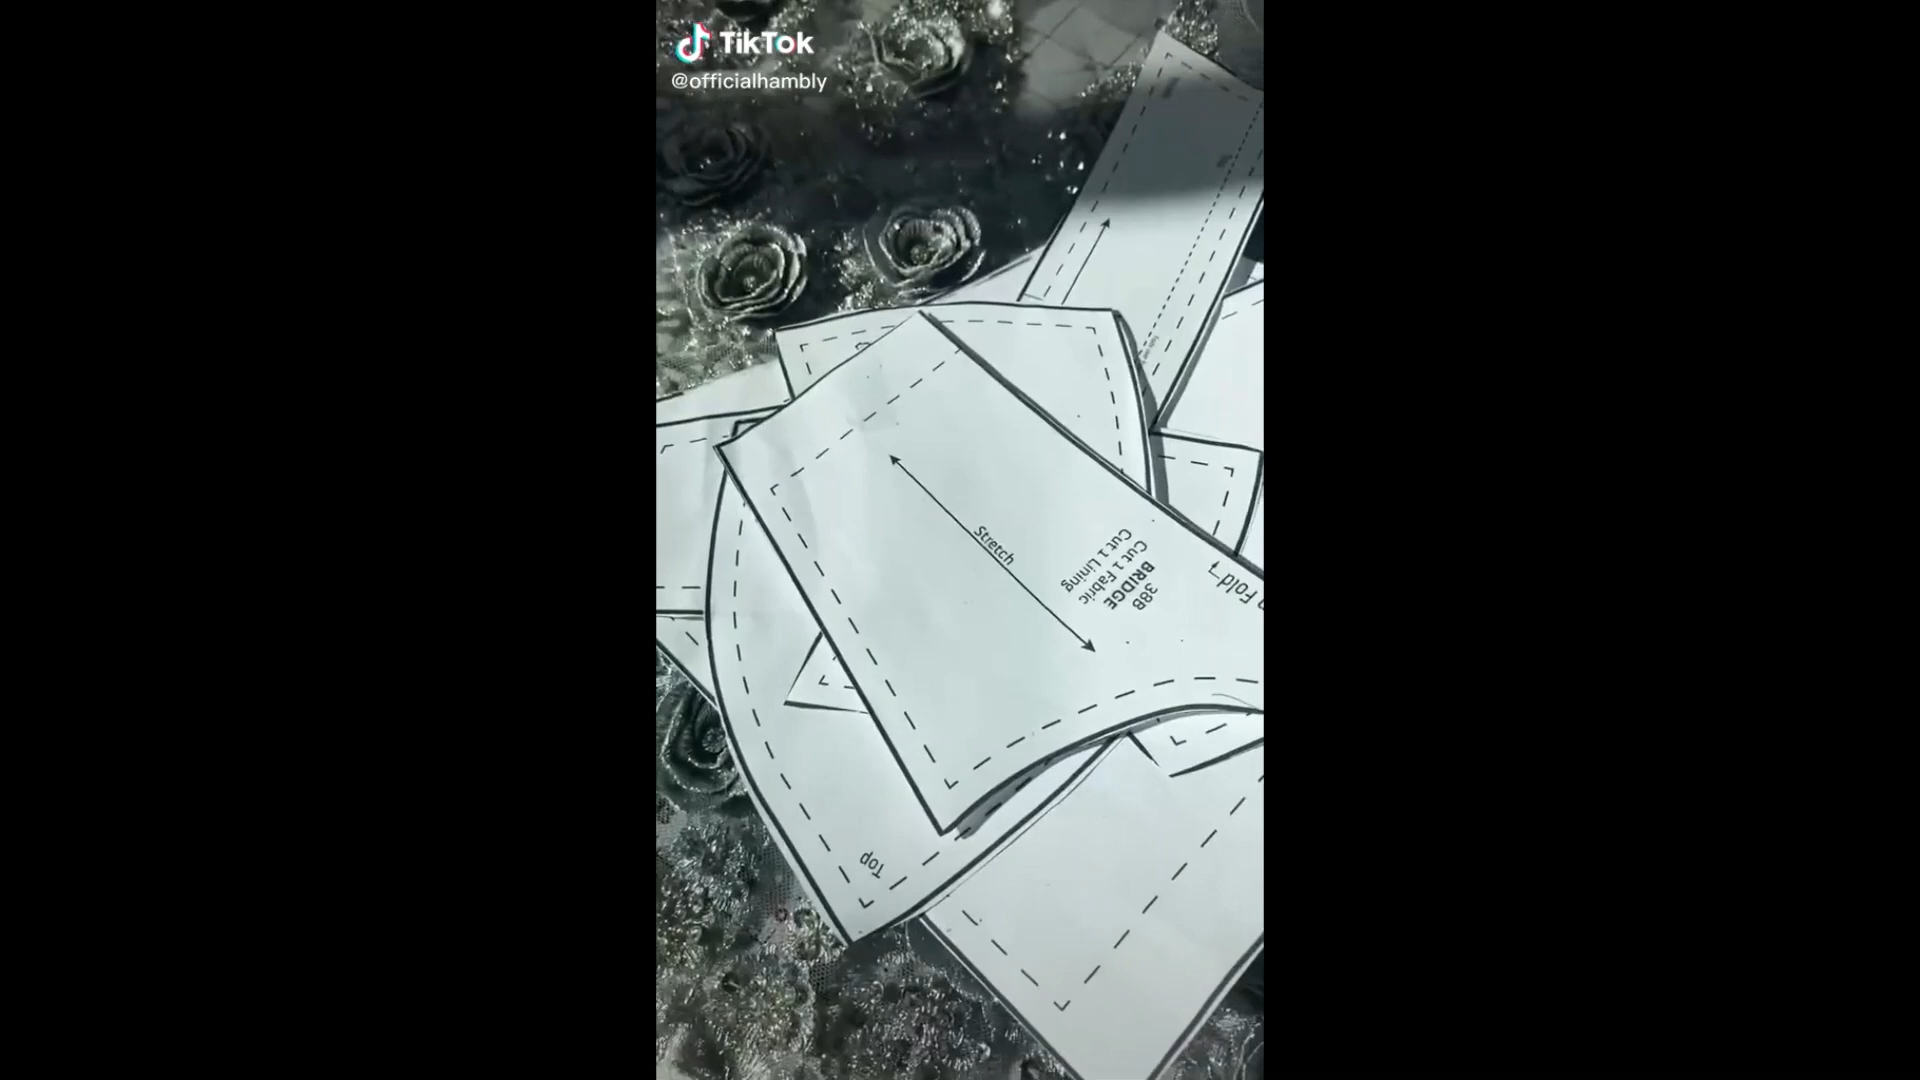 TikTok
@officialhambly
Stretch
38B
BRIDGE
Cut 1 Fabric
Cut 1 Lining
Fold
Top